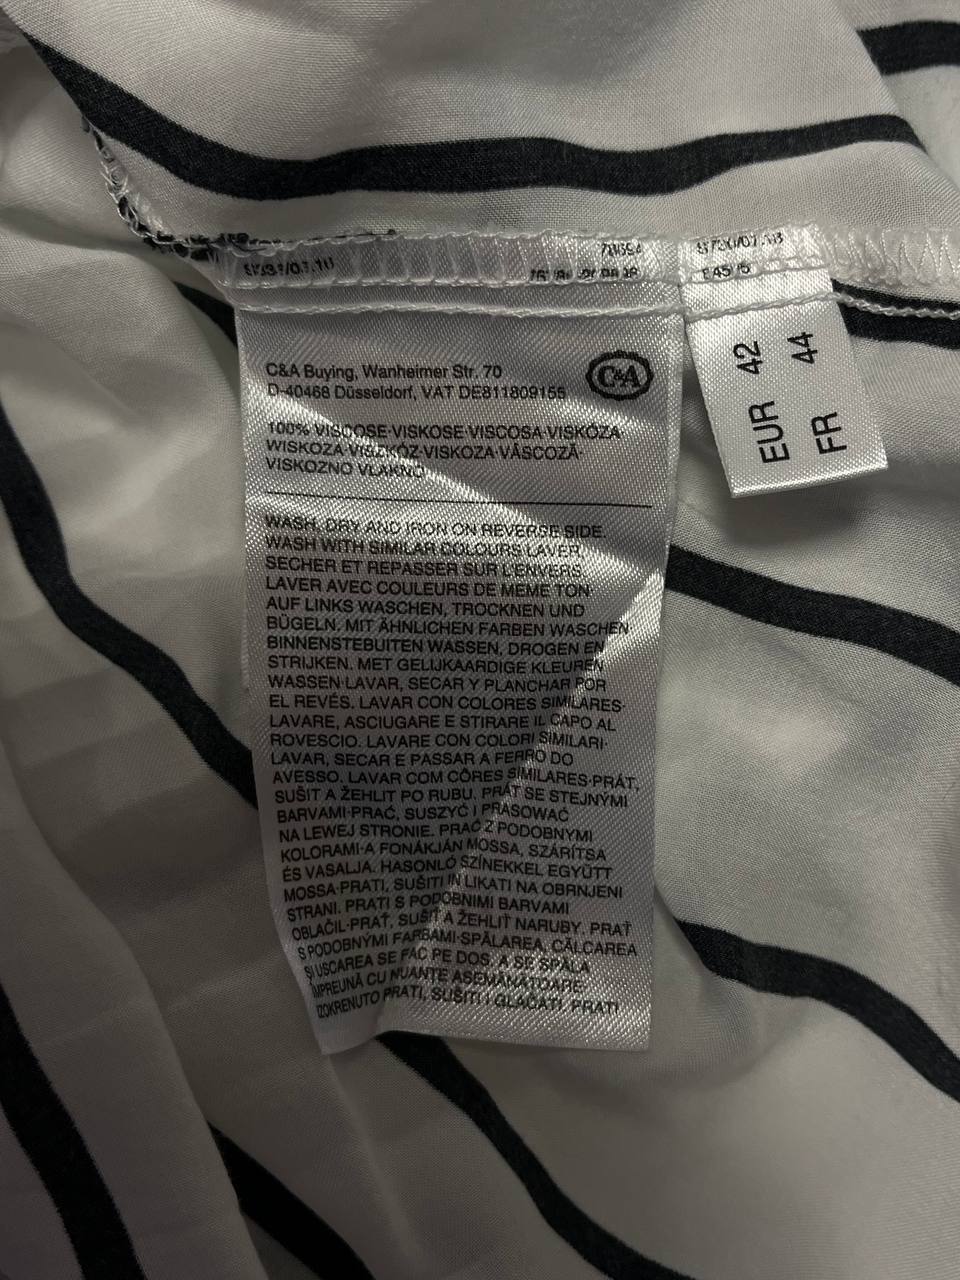 C&A Buying, Wanheimer Str. 70
D-40468 Düsseldorf, VAT DE811809155
C&A
100% VISCOSE·VISKOSE·VISCOSA·VISKÓZA
WISKOZA·VISZKÓZ·VISKOZA·VÂSCOZĂ·
VISKOZNO VLAKNO
WASH, DRY AND IRON ON REVERSE SIDE.
WASH WITH SIMILAR COLOURS LAVER,
SECHER ET REPASSER SUR L'ENVERS.
LAVER AVEC COULEURS DE MEME TON·
AUF LINKS WASCHEN, TROCKNEN UND
BÜGELN. MIT ÄHNLICHEN FARBEN WASCHEN
BINNENSTEBUITEN WASSEN, DROGEN EN
STRIJKEN. MET GELIJKAARDIGE KLEUREN
WASSEN·LAVAR, SECAR Y PLANCHAR POR
EL REVÉS. LAVAR CON COLORES SIMILARES·
LAVARE, ASCIUGARE E STIRARE IL CAPO AL
ROVESCIO. LAVARE CON COLORI SIMILARI·
LAVAR, SECAR E PASSAR A FERRO DO
AVESSO. LAVAR COM CÔRES SIMILARES·PRÁT,
SUŠIT A ŽEHLIT PO RUBU. PRÁT SE STEJNÝMI
BARVAMI·PRAĆ, SUSZYĆ I PRASOWAĆ
NA LEWEJ STRONIE. PRAĆ Z PODOBNYMI
KOLORAMI·A FONÁKJÁN MOSSA, SZÁRÍTSA
ÉS VASALJA. HASONLÓ SZÍNEKKEL EGYÜTT
MOSSA·PRATI, SUŠITI IN LIKATI NA OBRNJENI
STRANI. PRATI S PODOBNIMI BARVAMI
OBLAČIL·PRAŤ, SUŠIŤ A ŽEHLIŤ NARUBY. PRAŤ
S PODOBNÝMI FARBAMI·SPĂLAREA, CĂLCAREA
ŞI USCAREA SE FAC PE DOS. A SE SPĂLA
ÎMPREUNĂ CU NUANŢE ASEMĂNATOARE·
IZOKRENUTO PRATI, SUŠITI I GLAČATI. PRATI
EUR 42
FR 44